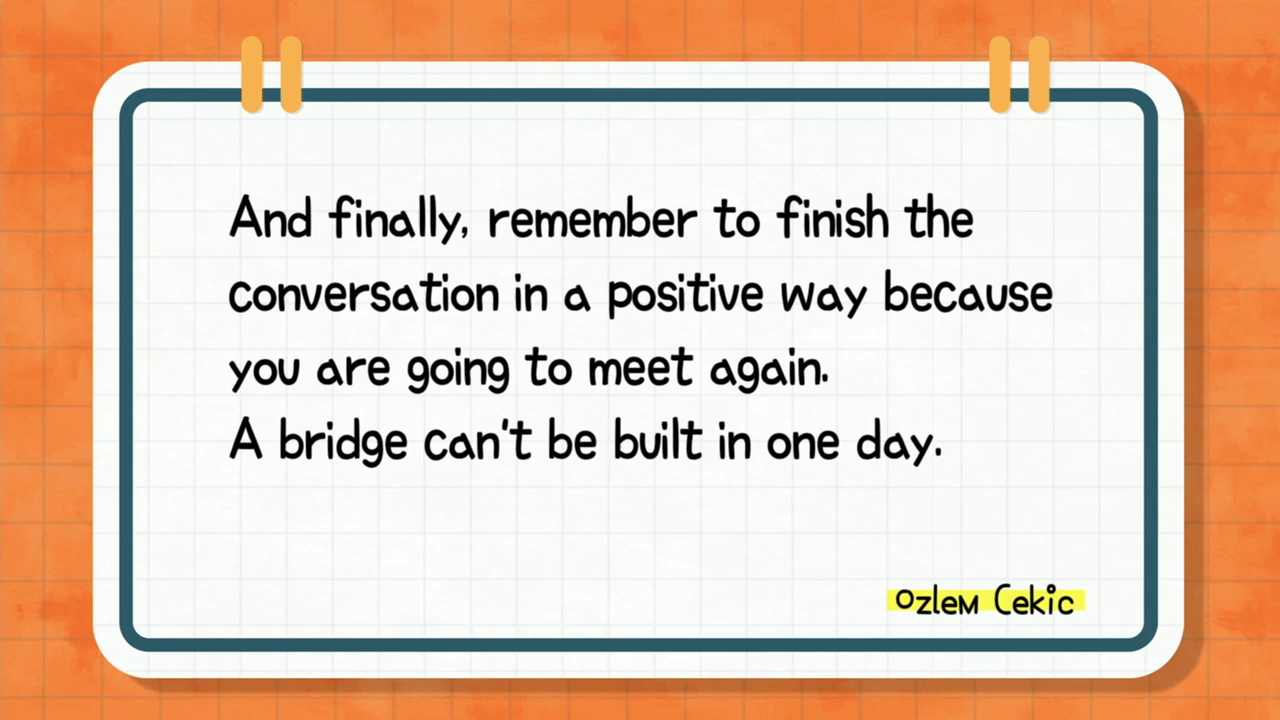 And finally, remember to finish the
conversation in a positive way because
you are going to meet again.
A bridge can't be built in one day.
Ozlem Cekic